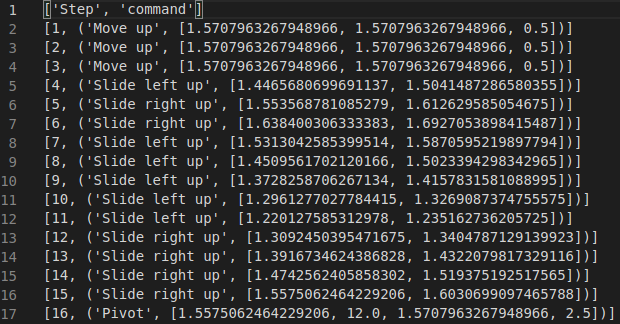 1 ['Step', 'command']
2 [1, ('Move up', [1.5707963267948966, 1.5707963267948966, 0.5])]
3 [2, ('Move up', [1.5707963267948966, 1.5707963267948966, 0.5])]
4 [3, ('Move up', [1.5707963267948966, 1.5707963267948966, 0.5])]
5 [4, ('Slide left up', [1.4465680699691137, 1.5041487286580355])]
6 [5, ('Slide right up', [1.553568781085279, 1.612629585054675])]
7 [6, ('Slide right up', [1.638400306333383, 1.6927053898415487])]
8 [7, ('Slide left up', [1.5313042585399514, 1.5870595219897794])]
9 [8, ('Slide left up', [1.4509561702120166, 1.5023394298342965])]
10 [9, ('Slide left up', [1.3728258706267134, 1.4157831581088995])]
11 [10, ('Slide left up', [1.2961277027784415, 1.3269087374755575])]
12 [11, ('Slide left up', [1.220127585312978, 1.235162736205725])]
13 [12, ('Slide right up', [1.3092450395471675, 1.3404787129139923])]
14 [13, ('Slide right up', [1.3916734624386828, 1.4322079817329116])]
15 [14, ('Slide right up', [1.4742562405858302, 1.519375192517565])]
16 [15, ('Slide right up', [1.5575062464229206, 1.6030699097465788])]
17 [16, ('Pivot', [1.5575062464229206, 12.0, 1.5707963267948966, 2.5])]